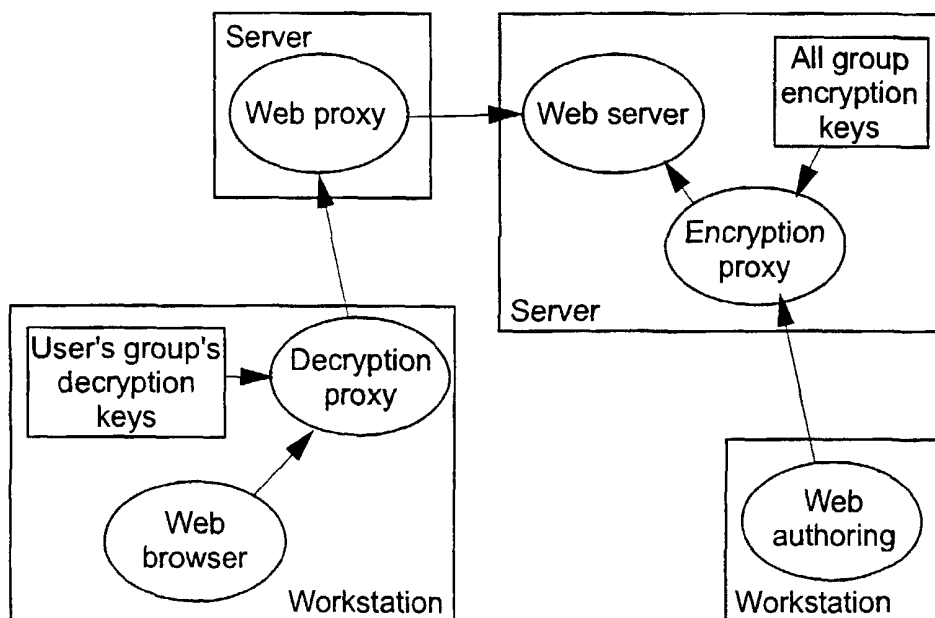 Server
Web proxy
Web server
All group
encryption
keys
Encryption
proxy
Server
User's group's
decryption
keys
Decryption
proxy
Web
browser
Workstation
Web
authoring
Workstation